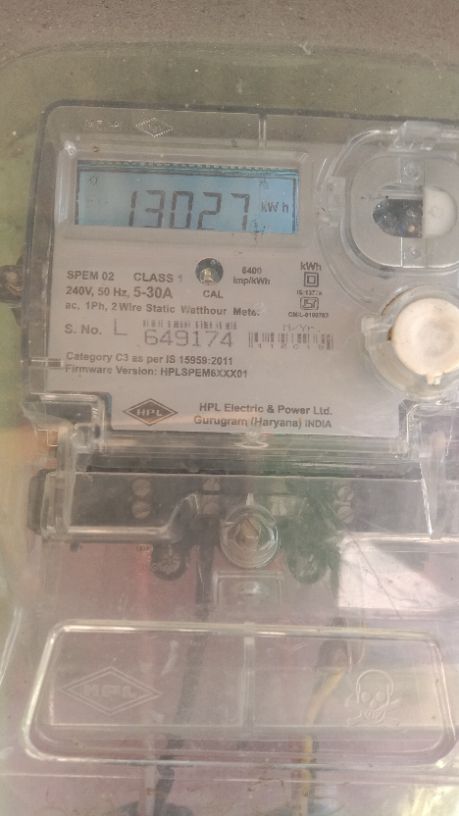 13027 kWh
SPEM 02 CLASS 1
6400 imp/kWh
kWh
240V, 50 Hz, 5-30A
CAL
ac, 1Ph, 2 Wire Static Watthour Meter
S. No. L 649174
M/Yr.
Category C3 as per IS 15959:2011
Firmware Version: HPLSPEM6XXX01
HPL
HPL Electric & Power Ltd.
Gurugram (Haryana) INDIA
HPL